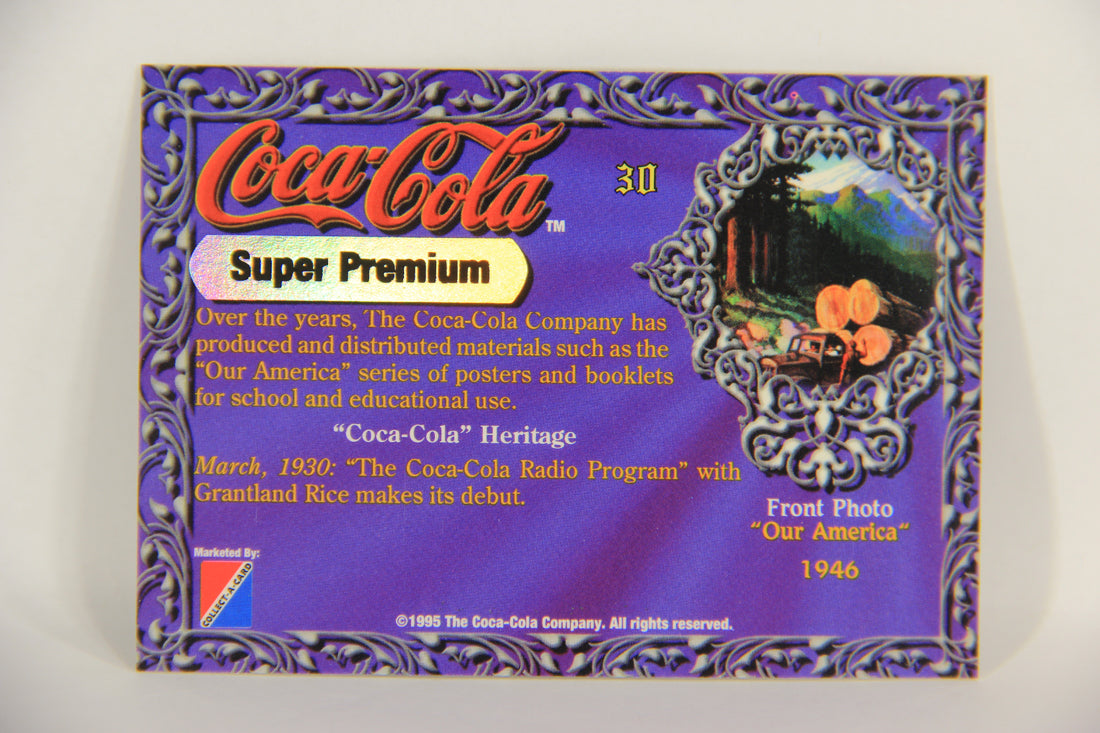 Coca-Cola
TM
30
Super Premium
Over the years, The Coca-Cola Company has
produced and distributed materials such as the
“Our America” series of posters and booklets
for school and educational use.
“Coca-Cola” Heritage
March, 1930: “The Coca-Cola Radio Program” with
Grantland Rice makes its debut.
Front Photo
“Our America“
1946
Marketed By:
COLLECT-A-CARD
©1995 The Coca-Cola Company. All rights reserved.